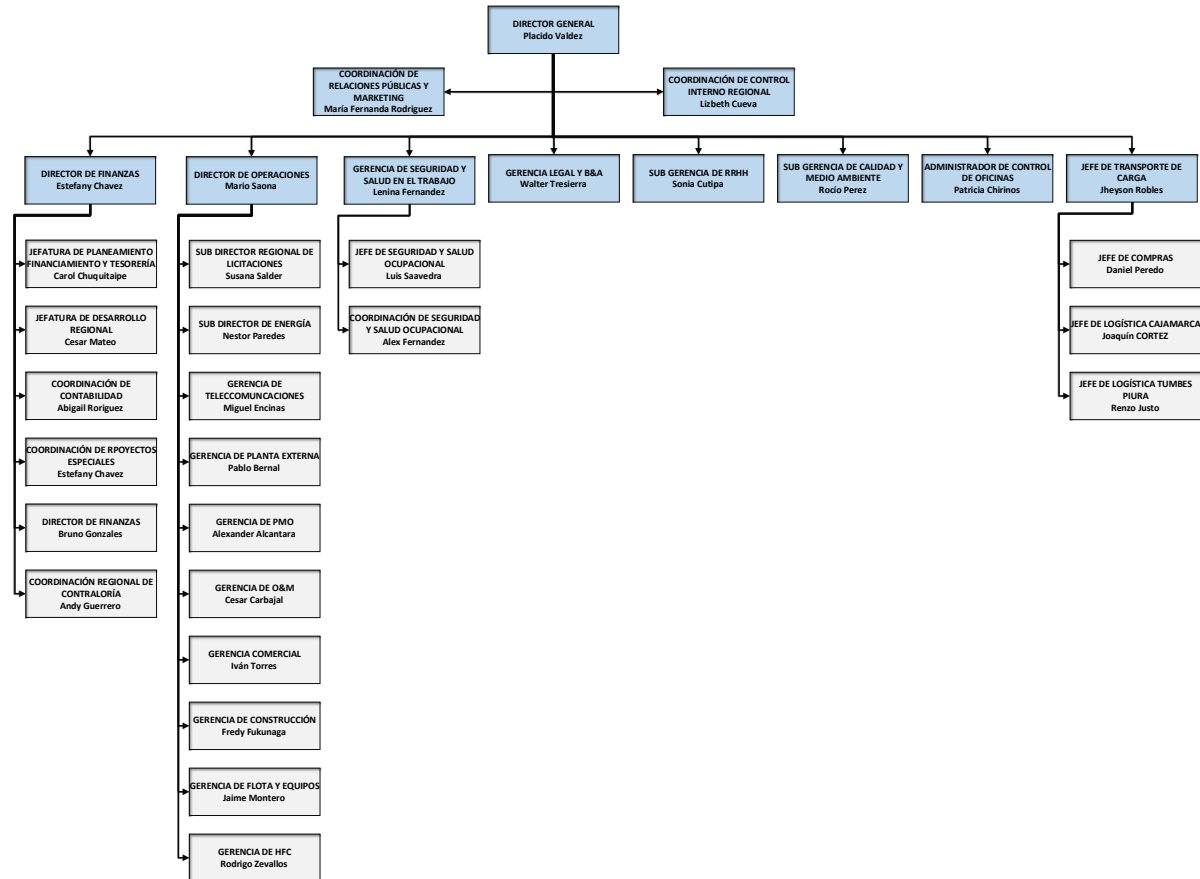 DIRECTOR GENERAL
Placido Valdez
COORDINACIÓN DE
RELACIONES PÚBLICAS Y
MARKETING
María Fernanda Rodriguez
COORDINACIÓN DE CONTROL
INTERNO REGIONAL
Lizbeth Cueva
DIRECTOR DE FINANZAS
Estefany Chavez
DIRECTOR DE OPERACIONES
Mario Saona
GERENCIA DE SEGURIDAD Y
SALUD EN EL TRABAJO
Lenina Fernandez
GERENCIA LEGAL Y B&A
Walter Tresierra
SUB GERENCIA DE RRHH
Sonia Cutipa
SUB GERENCIA DE CALIDAD Y
MEDIO AMBIENTE
Rocío Perez
ADMINISTRADOR DE CONTROL
DE OFICINAS
Patricia Chirinos
JEFE DE TRANSPORTE DE
CARGA
Jheyson Robles
JEFATURA DE PLANEAMIENTO
FINANCIAMIENTO Y TESORERÍA
Carol Chuquitaipe
JEFATURA DE DESARROLLO
REGIONAL
Cesar Mateo
COORDINACIÓN DE
CONTABILIDAD
Abigail Roriguez
COORDINACIÓN DE RPOYECTOS
ESPECIALES
Estefany Chavez
DIRECTOR DE FINANZAS
Bruno Gonzales
COORDINACIÓN REGIONAL DE
CONTRALORÍA
Andy Guerrero
SUB DIRECTOR REGIONAL DE
LICITACIONES
Susana Salder
SUB DIRECTOR DE ENERGÍA
Nestor Paredes
GERENCIA DE
TELECCOMUNCACIONES
Miguel Encinas
GERENCIA DE PLANTA EXTERNA
Pablo Bernal
GERENCIA DE PMO
Alexander Alcantara
GERENCIA DE O&M
Cesar Carbajal
GERENCIA COMERCIAL
Iván Torres
GERENCIA DE CONSTRUCCIÓN
Fredy Fukunaga
GERENCIA DE FLOTA Y EQUIPOS
Jaime Montero
GERENCIA DE HFC
Rodrigo Zevallos
JEFE DE SEGURIDAD Y SALUD
OCUPACIONAL
Luis Saavedra
COORDINACIÓN DE SEGURIDAD
Y SALUD OCUPACIONAL
Alex Fernandez
JEFE DE COMPRAS
Daniel Peredo
JEFE DE LOGÍSTICA CAJAMARCA
Joaquín CORTEZ
JEFE DE LOGÍSTICA TUMBES
PIURA
Renzo Justo